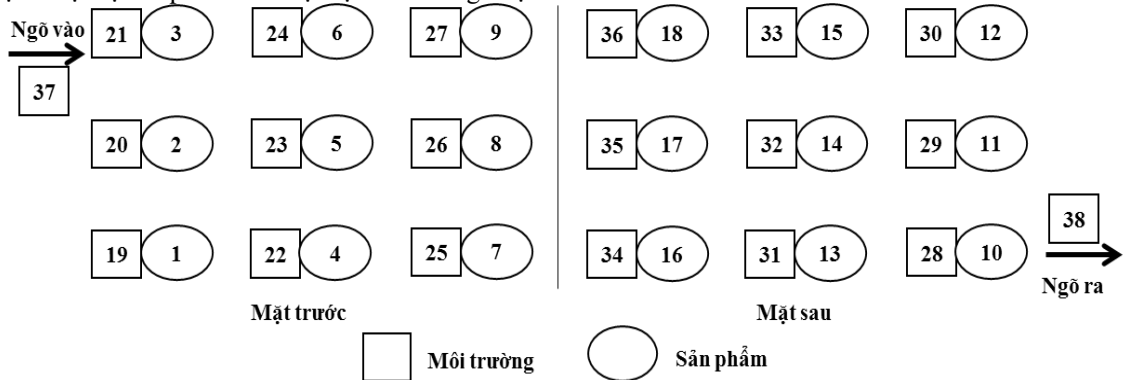 Ngõ vào
21 3 24 6 27 9 36 18 33 15 30 12
37
20 2 23 5 26 8 35 17 32 14 29 11
38
19 1 22 4 25 7 34 16 31 13 28 10
Ngõ ra
Mặt trước Mặt sau
Môi trường Sản phẩm